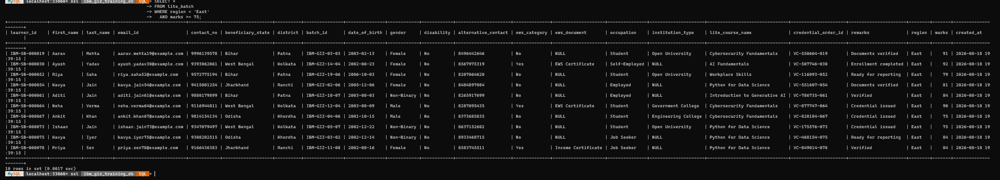 MySQL localhost:33060+ ssl ibm_giz_training_db SQL > SELECT *
-> FROM lite_batch
-> WHERE region = 'East'
-> AND marks >= 75;
| learner_id | first_name | last_name | email_id | contact_no | beneficiary_state | district | batch_id | date_of_birth | gender | disability | alternative_contact | ews_category | ews_document | occupation | institution_type | lite_course_name | credential_order_id | remarks | region | marks | created_at
|
| IBM-SB-000019 | Aarav | Mehta | aarav.mehta19@example.com | 9996139578 | Bihar | Patna | IBM-GIZ-03-03 | 2003-02-13 | Female | No | 8496442646 | No | NULL | Student | Open University | Cybersecurity Fundamentals | VC-550664-019 | Documents verified | East | 91 | 2026-08-18 19
:39:15 |
| IBM-SB-000030 | Ayush | Yadav | ayush.yadav30@example.com | 9393062061 | West Bengal | Kolkata | IBM-GIZ-14-04 | 2002-06-23 | Female | No | 8567975319 | Yes | EWS Certificate | Self-Employed | NULL | AI Fundamentals | VC-507746-030 | Enrollment completed | East | 92 | 2026-08-18 19
:39:15 |
| IBM-SB-000052 | Riya | Saha | riya.saha52@example.com | 9572775194 | Bihar | Patna | IBM-GIZ-19-06 | 2006-10-03 | Female | No | 8207064620 | No | NULL | Student | Open University | Workplace Skills | VC-116093-052 | Ready for reporting | East | 79 | 2026-08-18 19
:39:15 |
| IBM-SB-000054 | Kavya | Jain | kavya.jain54@example.com | 9415001254 | Jharkhand | Ranchi | IBM-GIZ-02-06 | 2005-12-06 | Female | No | 8484897084 | No | NULL | Employed | NULL | Python for Data Science | VC-551607-054 | Documents verified | East | 81 | 2026-08-18 19
:39:15 |
| IBM-SB-000061 | Aditi | Jain | aditi.jain61@example.com | 9880179899 | Bihar | Patna | IBM-GIZ-18-07 | 2003-08-03 | Non-Binary | No | 8265917699 | No | NULL | Employed | NULL | Introduction to Generative AI | VC-786735-061 | Verified | East | 84 | 2026-08-18 19
:39:15 |
| IBM-SB-000064 | Neha | Verma | neha.verma64@example.com | 9116944811 | West Bengal | Kolkata | IBM-GIZ-12-04 | 2003-08-09 | Male | No | 8287095435 | Yes | EWS Certificate | Student | Government College | Cybersecurity Fundamentals | VC-877747-064 | Credential issued | East | 90 | 2026-08-18 19
:39:15 |
| IBM-SB-000067 | Ankit | Khan | ankit.khan67@example.com | 9814154134 | Odisha | Khordha | IBM-GIZ-04-06 | 2001-10-15 | Male | No | 8373685835 | No | NULL | Student | Engineering College | Cybersecurity Fundamentals | VC-820184-067 | Credential issued | East | 75 | 2026-08-18 19
:39:15 |
| IBM-SB-000073 | Ishaan | Jain | ishaan.jain73@example.com | 9347079497 | West Bengal | Kolkata | IBM-GIZ-05-07 | 2002-12-22 | Non-Binary | No | 8637152602 | No | NULL | Student | Open University | Python for Data Science | VC-175576-073 | Credential issued | East | 75 | 2026-08-18 19
:39:15 |
| IBM-SB-000075 | Kavya | Iyer | kavya.iyer75@example.com | 9308202515 | Odisha | Khordha | IBM-GIZ-03-02 | 2002-12-14 | Non-Binary | No | 8933468715 | No | NULL | Job Seeker | NULL | Python for Data Science | VC-468154-075 | Ready for reporting | East | 84 | 2026-08-18 19
:39:15 |
| IBM-SB-000078 | Priya | Sen | priya.sen78@example.com | 9166436383 | Jharkhand | Ranchi | IBM-GIZ-11-08 | 2002-08-16 | Female | No | 8583745511 | Yes | Income Certificate | Job Seeker | NULL | Python for Data Science | VC-849014-078 | Verified | East | 84 | 2026-08-18 19
:39:15 |
10 rows in set (0.0017 sec)
MySQL localhost:33060+ ssl ibm_giz_training_db SQL >